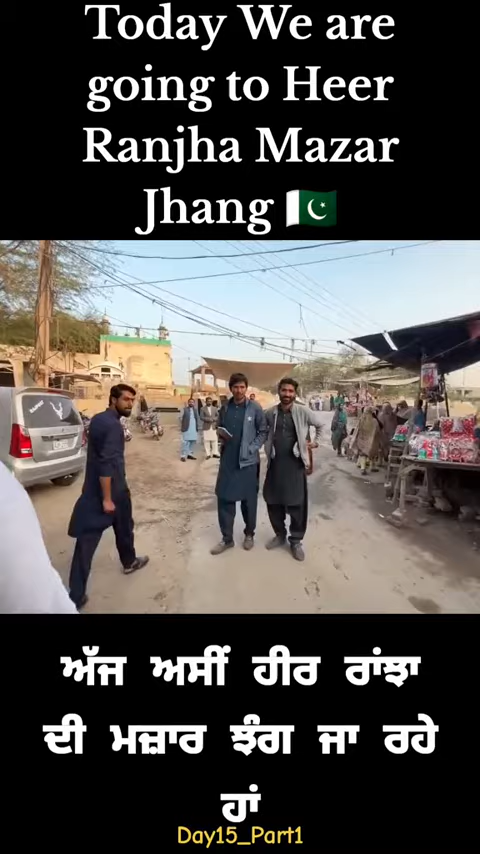 Today We are
going to Heer
Ranjha Mazar
Jhang 🇵🇰
ਅੱਜ ਅਸੀਂ ਹੀਰ ਰਾਂਝਾ
ਦੀ ਮਜ਼ਾਰ ਝੰਗ ਜਾ ਰਹੇ
ਹਾਂ
Day15_Part1